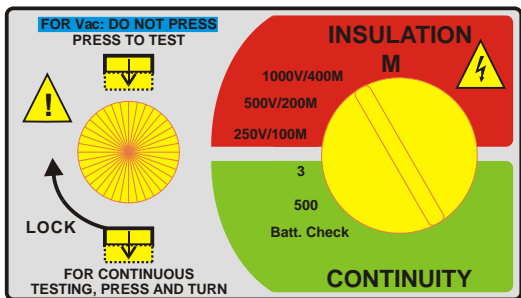 FOR Vac: DO NOT PRESS
PRESS TO TEST
LOCK
FOR CONTINUOUS
TESTING, PRESS AND TURN
INSULATION
M
1000V/400M
500V/200M
250V/100M
3
500
Batt. Check
CONTINUITY